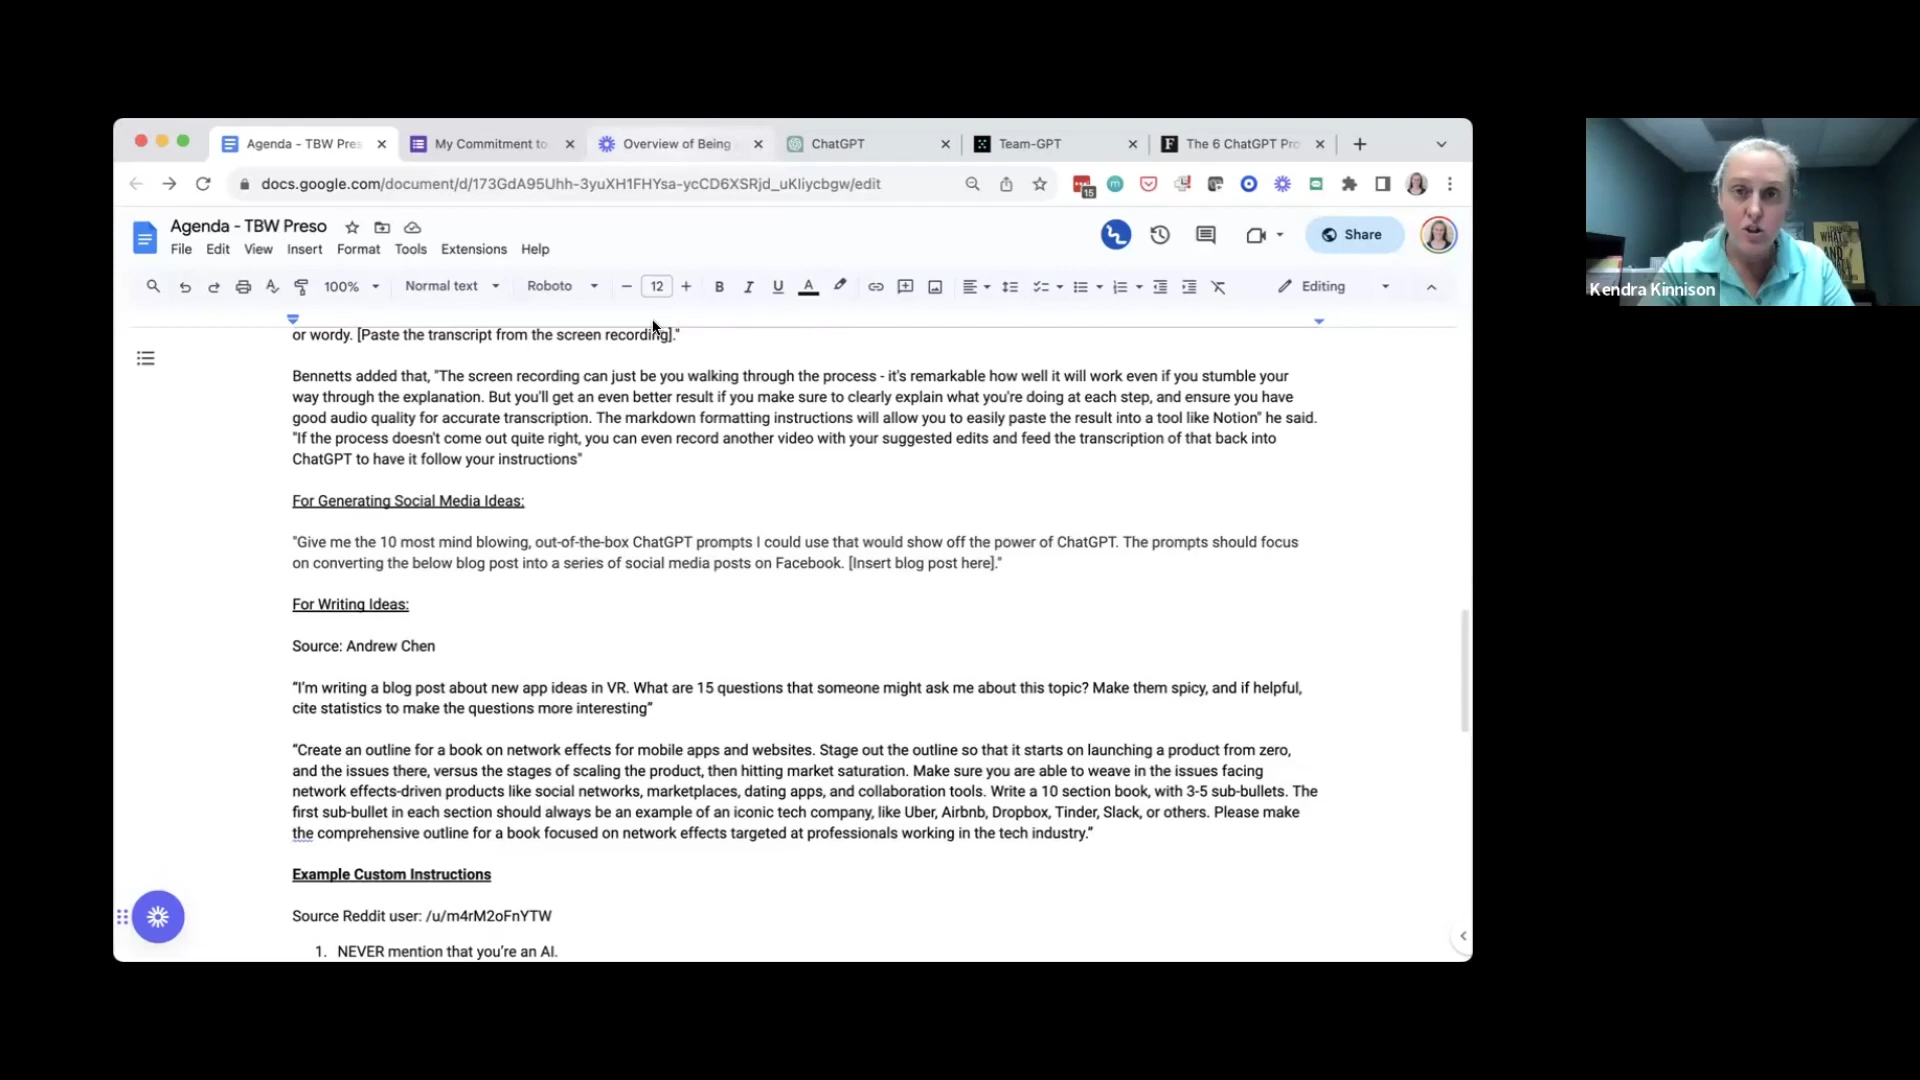 Agenda - TBW Pres
My Commitment to
Overview of Being
ChatGPT
Team-GPT
The 6 ChatGPT Pro
docs.google.com/document/d/173GdA95Uhh-3yuXH1FHYsa-ycCD6XSRjd_uKliycbgw/edit
15
Agenda - TBW Preso
File Edit View Insert Format Tools Extensions Help
Share
100% Normal text Roboto 12 Editing
or wordy. [Paste the transcript from the screen recording]."
Bennetts added that, "The screen recording can just be you walking through the process - it's remarkable how well it will work even if you stumble your
way through the explanation. But you'll get an even better result if you make sure to clearly explain what you're doing at each step, and ensure you have
good audio quality for accurate transcription. The markdown formatting instructions will allow you to easily paste the result into a tool like Notion" he said.
"If the process doesn't come out quite right, you can even record another video with your suggested edits and feed the transcription of that back into
ChatGPT to have it follow your instructions"
For Generating Social Media Ideas:
"Give me the 10 most mind blowing, out-of-the-box ChatGPT prompts I could use that would show off the power of ChatGPT. The prompts should focus
on converting the below blog post into a series of social media posts on Facebook. [Insert blog post here]."
For Writing Ideas:
Source: Andrew Chen
“I’m writing a blog post about new app ideas in VR. What are 15 questions that someone might ask me about this topic? Make them spicy, and if helpful,
cite statistics to make the questions more interesting”
“Create an outline for a book on network effects for mobile apps and websites. Stage out the outline so that it starts on launching a product from zero,
and the issues there, versus the stages of scaling the product, then hitting market saturation. Make sure you are able to weave in the issues facing
network effects-driven products like social networks, marketplaces, dating apps, and collaboration tools. Write a 10 section book, with 3-5 sub-bullets. The
first sub-bullet in each section should always be an example of an iconic tech company, like Uber, Airbnb, Dropbox, Tinder, Slack, or others. Please make
the comprehensive outline for a book focused on network effects targeted at professionals working in the tech industry.”
Example Custom Instructions
Source Reddit user: /u/m4rM2oFnYTW
1. NEVER mention that you’re an AI.
WHAT
AND
Kendra Kinnison